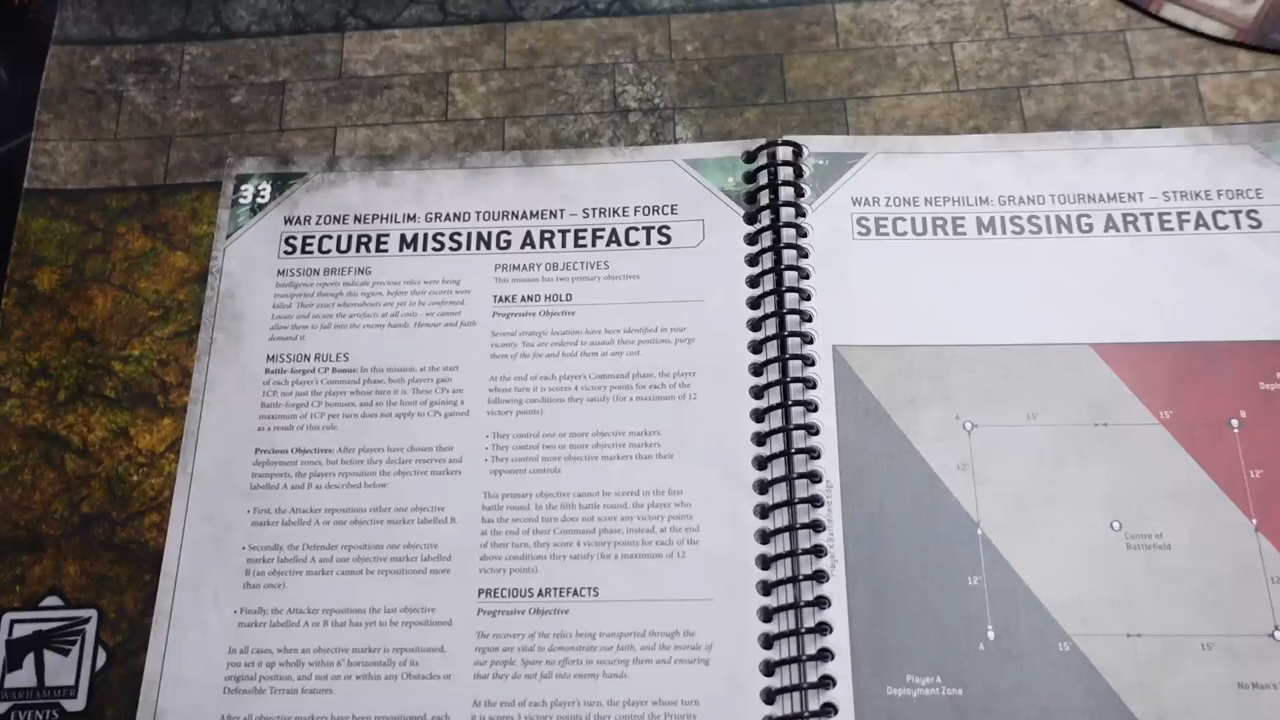 33
WAR ZONE NEPHILIM: GRAND TOURNAMENT – STRIKE FORCE
SECURE MISSING ARTEFACTS
MISSION BRIEFING
Intelligence reports indicate precious relics were being
transported through this region, before their escorts were
killed. Their exact whereabouts are yet to be confirmed.
Locate and secure the artefacts at all costs – we cannot
allow them to fall into the enemy hands. Honour and faith
demand it.
MISSION RULES
Battle-forged CP Bonus: In this mission, at the start
of each player's Command phase, both players gain
1CP, not just the player whose turn it is. These CPs are
Battle-forged CP bonuses, and so the limit of gaining a
maximum of 1CP per turn does not apply to CPs gained
as a result of this rule.
Precious Objectives: After players have chosen their
deployment zones, but before they declare reserves and
transports, the players reposition the objective markers
labelled A and B as described below:
• First, the Attacker repositions either one objective
marker labelled A or one objective marker labelled B.
• Secondly, the Defender repositions one objective
marker labelled A and one objective marker labelled
B (an objective marker cannot be repositioned more
than once).
• Finally, the Attacker repositions the last objective
marker labelled A or B that has yet to be repositioned.
In all cases, when an objective marker is repositioned,
you set it up wholly within 6" horizontally of its
original position, and not on or within any Obstacles or
Defensible Terrain features.
After all objective markers have been repositioned, each
PRIMARY OBJECTIVES
This mission has two primary objectives
TAKE AND HOLD
Progressive Objective
Several strategic locations have been identified in your
vicinity. You are ordered to assault these positions, purge
them of the foe and hold them at any cost.
At the end of each player's Command phase, the player
whose turn it is scores 4 victory points for each of the
following conditions they satisfy (for a maximum of 12
victory points):
• They control one or more objective markers.
• They control two or more objective markers.
• They control more objective markers than their
opponent controls.
This primary objective cannot be scored in the first
battle round. In the fifth battle round, the player who
has the second turn does not score any victory points
at the end of their Command phase; instead, at the end
of their turn, they score 4 victory points for each of the
above conditions they satisfy (for a maximum of 12
victory points).
PRECIOUS ARTEFACTS
Progressive Objective
The recovery of the relics being transported through the
region are vital to demonstrate our faith, and the morale of
our people. Spare no efforts in securing them and ensuring
that they do not fall into enemy hands.
At the end of each player's turn, the player whose turn
it is scores 3 victory points if they control the Priority
WAR ZONE NEPHILIM: GRAND TOURNAMENT – STRIKE FORCE
SECURE MISSING ARTEFACTS
A
15"
15"
B
12"
12"
Centre of
Battlefield
12"
A
15"
15"
Player A
Deployment Zone
No Man's
WARHAMMER
EVENTS